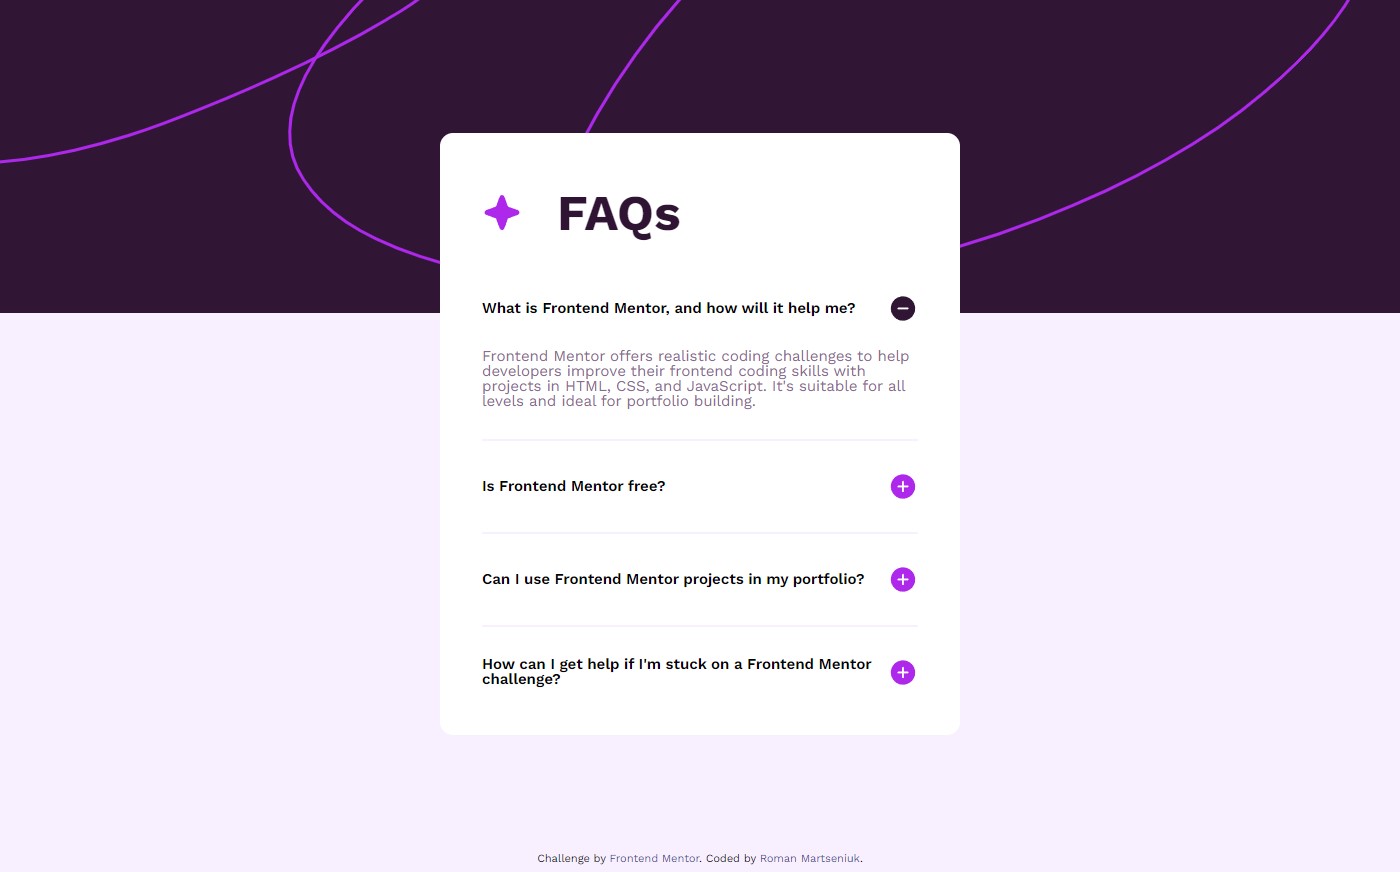 FAQs
What is Frontend Mentor, and how will it help me?
Frontend Mentor offers realistic coding challenges to help
developers improve their frontend coding skills with
projects in HTML, CSS, and JavaScript. It's suitable for all
levels and ideal for portfolio building.
Is Frontend Mentor free?
Can I use Frontend Mentor projects in my portfolio?
How can I get help if I'm stuck on a Frontend Mentor
challenge?
Challenge by Frontend Mentor. Coded by Roman Martseniuk.